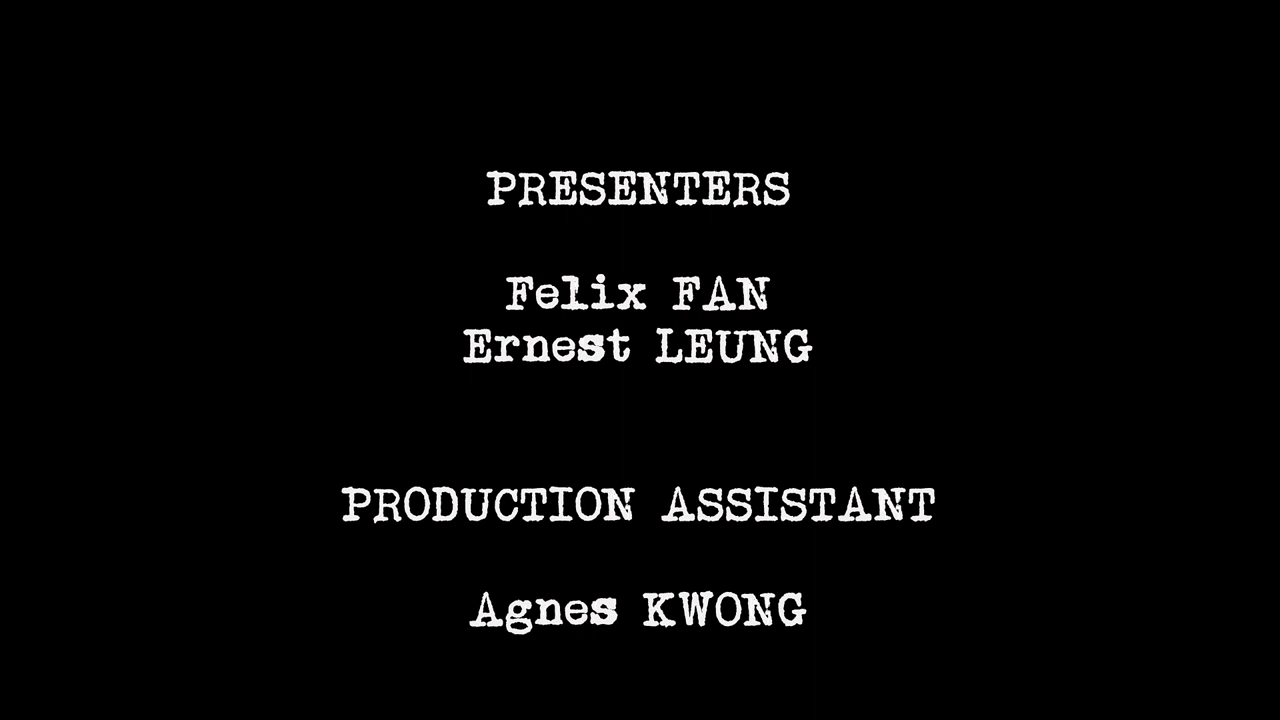 PRESENTERS
Felix FAN
Ernest LEUNG
PRODUCTION ASSISTANT
Agnes KWONG